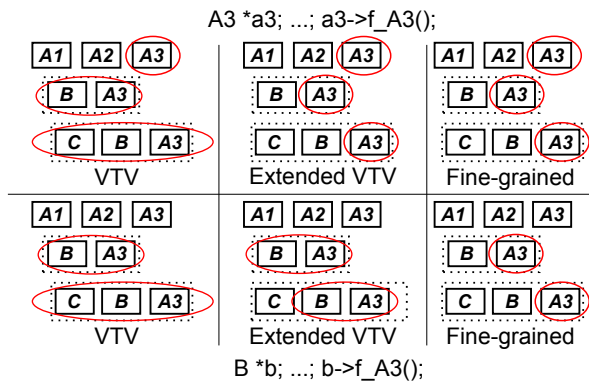 A3 *a3; ...; a3->f_A3();
A1 A2 A3 A1 A2 A3 A1 A2 A3
B A3 B A3 B A3
C B A3 C B A3 C B A3
VTV Extended VTV Fine-grained
A1 A2 A3 A1 A2 A3 A1 A2 A3
B A3 B A3 B A3
C B A3 C B A3 C B A3
VTV Extended VTV Fine-grained
B *b; ...; b->f_A3();